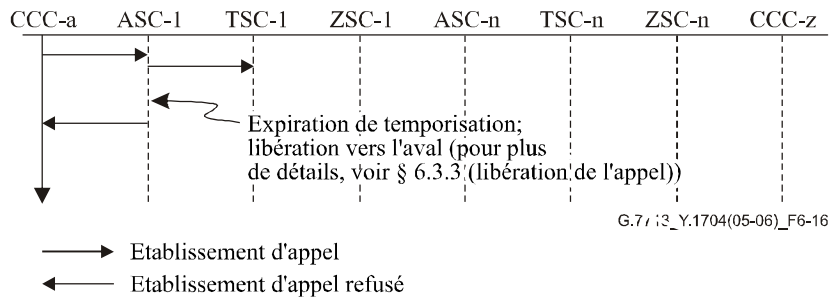 CCC-a ASC-1 TSC-1 ZSC-1 ASC-n TSC-n ZSC-n CCC-z
Expiration de temporisation;
libération vers l'aval (pour plus
de détails, voir § 6.3.3 (libération de l'appel))
G.7713_Y.1704(05-06)_F6-16
Etablissement d'appel
Etablissement d'appel refusé